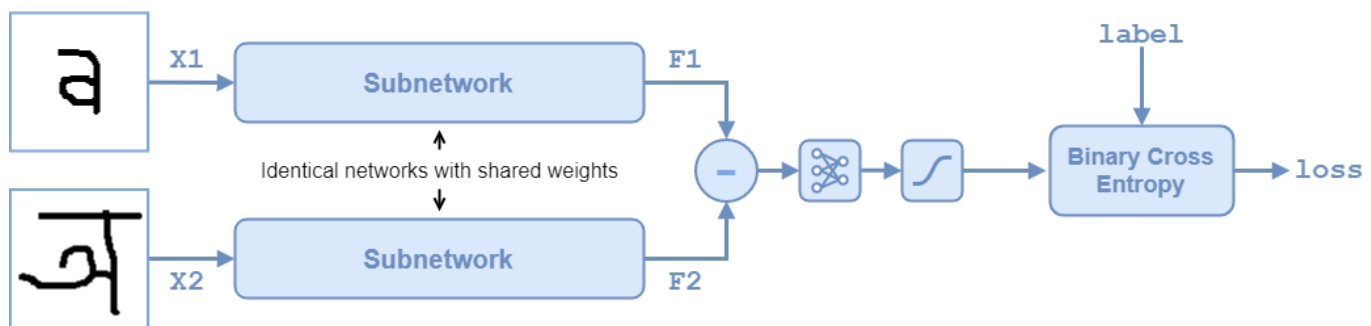 X1
Subnetwork
F1
label
Identical networks with shared weights
Binary Cross
Entropy
loss
X2
Subnetwork
F2